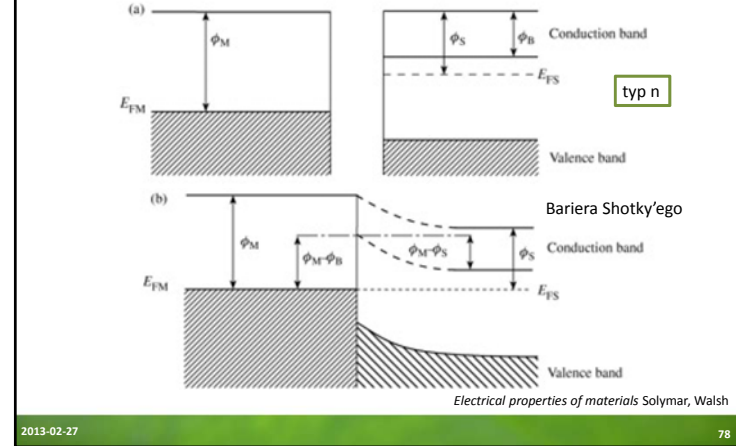 (a)
ϕM
ϕS
ϕB
Conduction band
EFS
typ n
EFM
Valence band
(b)
Bariera Shotky’ego
ϕM
ϕM-ϕB
ϕM-ϕS
ϕS
Conduction band
EFM
EFS
Valence band
Electrical properties of materials Solymar, Walsh
2013-02-27
78